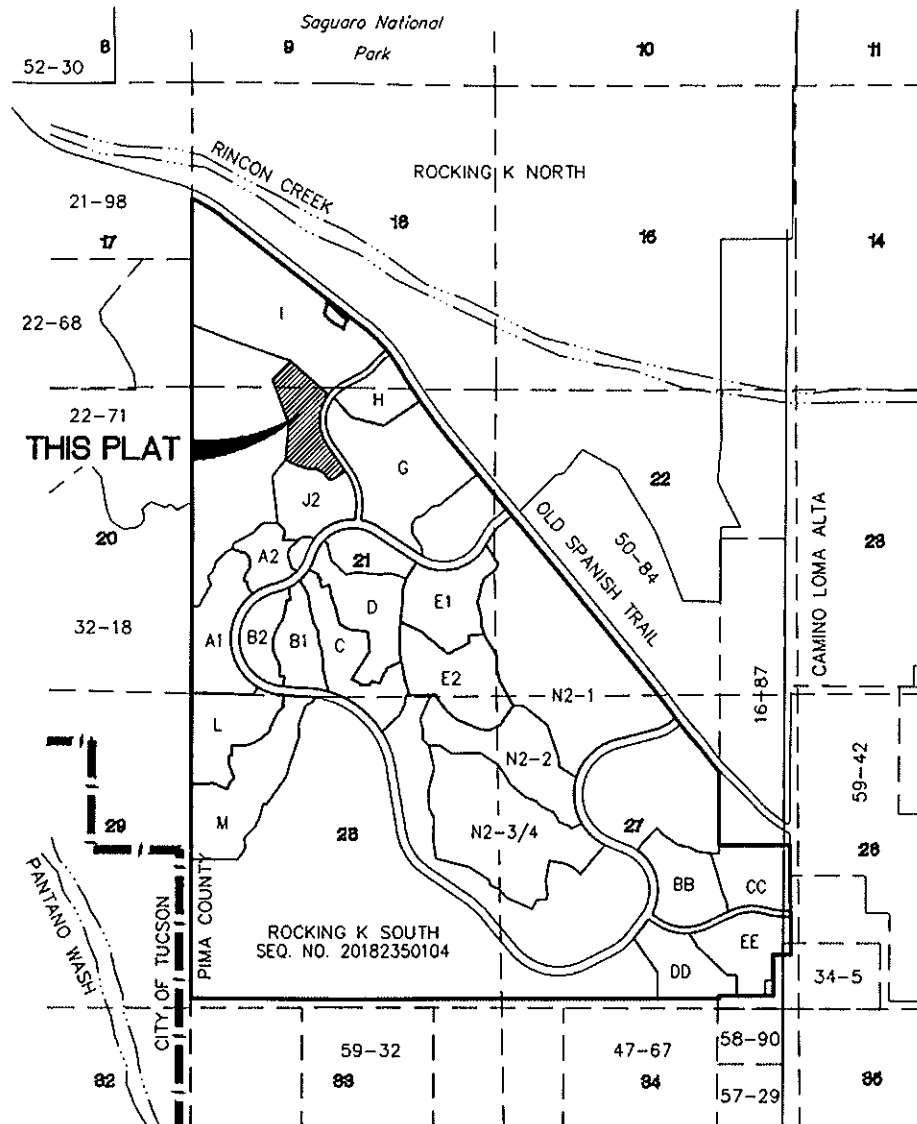 Saguaro National
Park
8
9
10
11
52-30
RINCON CREEK
ROCKING K NORTH
21-98
17
18
16
14
22-68
I
22-71
H
THIS PLAT
G
22
J2
OLD SPANISH TRAIL
50-84
CAMINO LOMA ALTA
23
20
A2
21
D
E1
32-18
A1
B2
B1
C
E2
N2-1
16-87
L
N2-2
59-42
M
28
N2-3/4
27
29
26
BB
CC
PANTANO WASH
CITY OF TUCSON
PIMA COUNTY
ROCKING K SOUTH
SEQ. NO. 20182350104
EE
DD
34-5
59-32
47-67
58-90
32
33
34
35
57-29